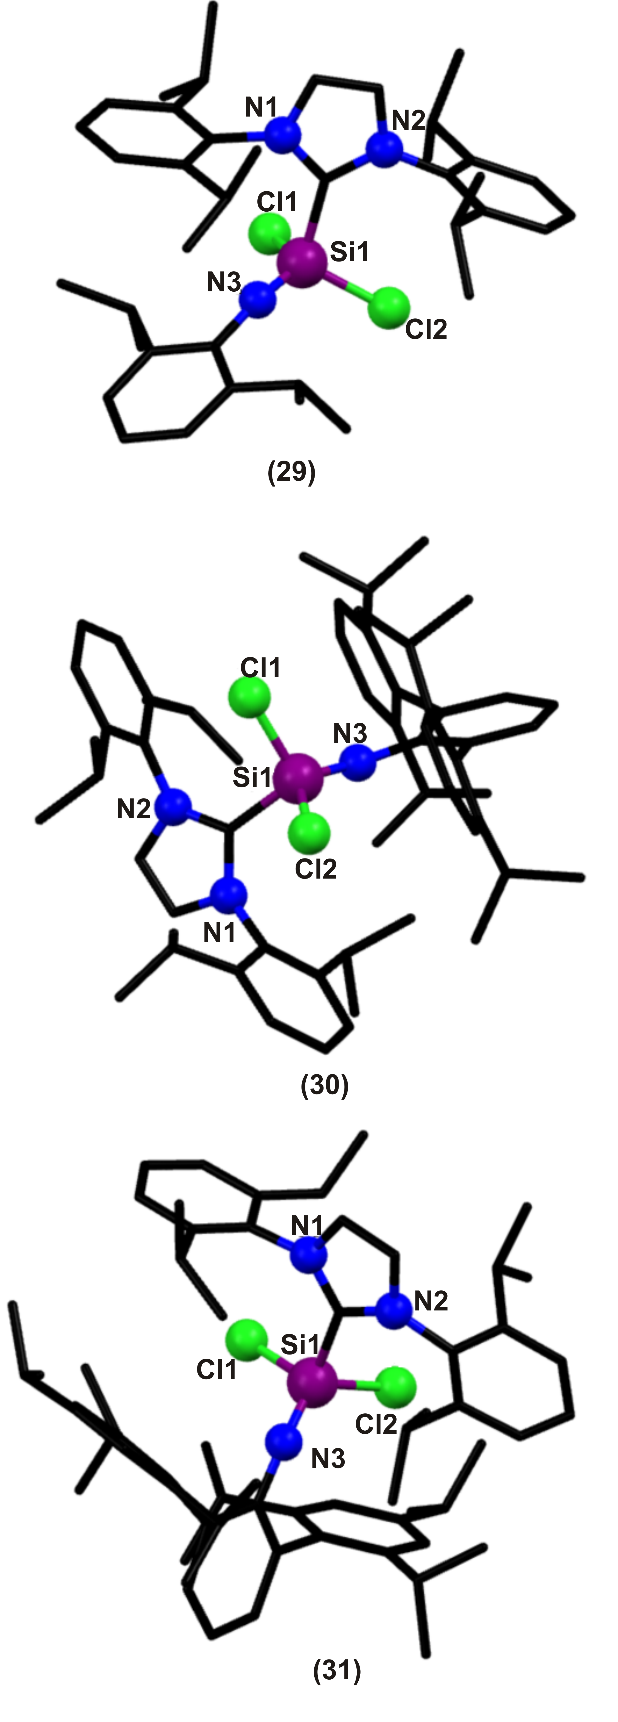 N1
N2
Cl1
Si1
N3
Cl2
(29)
Cl1
N3
Si1
N2
Cl2
N1
(30)
N1
N2
Si1
Cl1
Cl2
N3
(31)